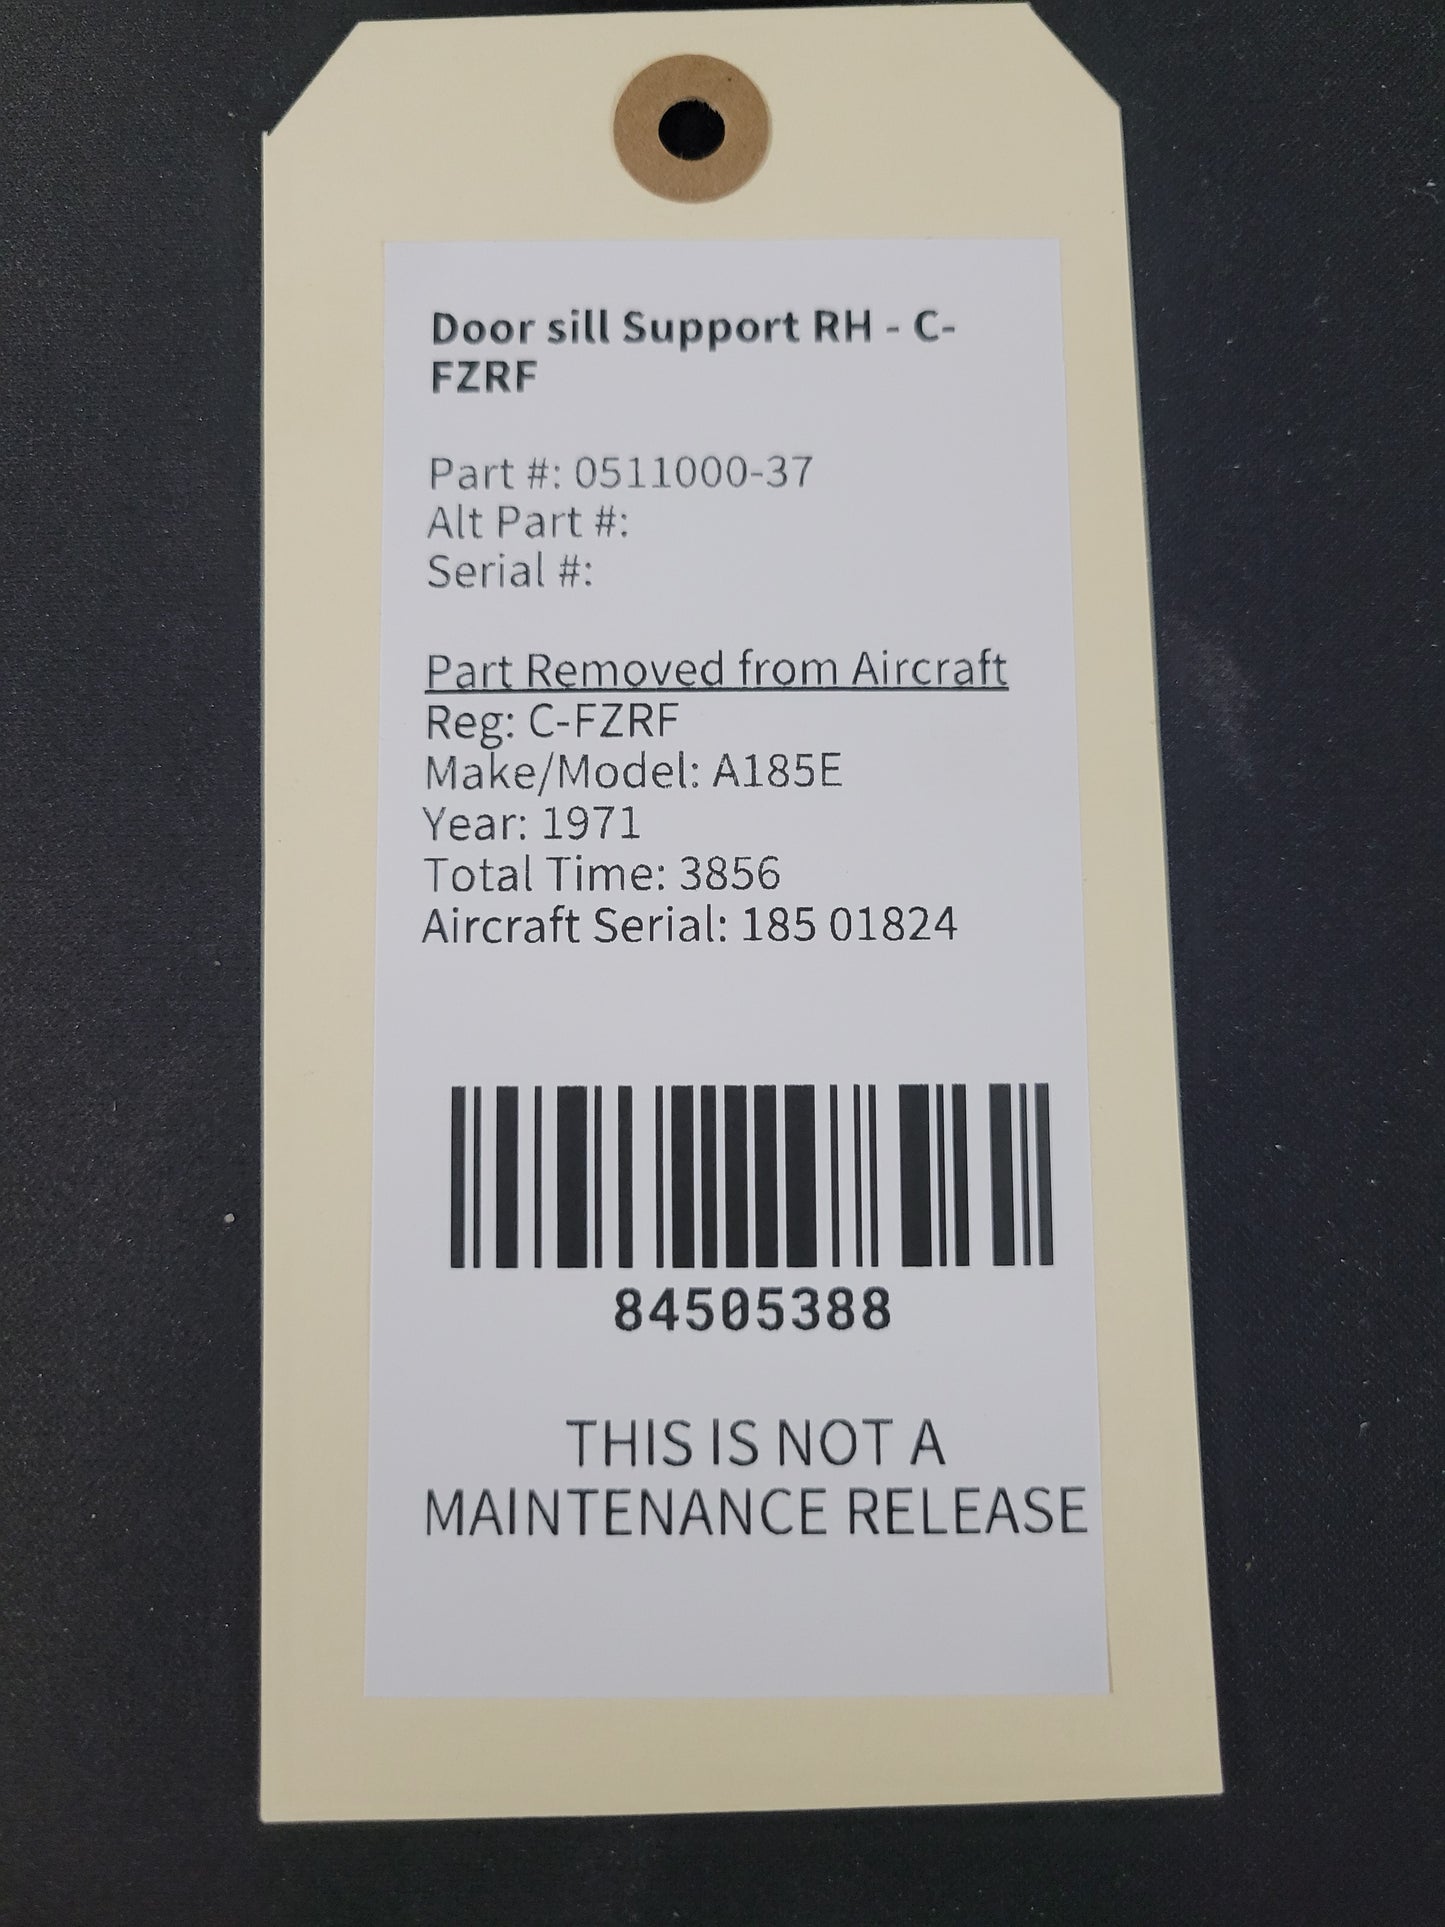 Door sill Support RH - C-
FZRF
Part #: 0511000-37
Alt Part #:
Serial #:
Part Removed from Aircraft
Reg: C-FZRF
Make/Model: A185E
Year: 1971
Total Time: 3856
Aircraft Serial: 185 01824
84505388
THIS IS NOT A
MAINTENANCE RELEASE